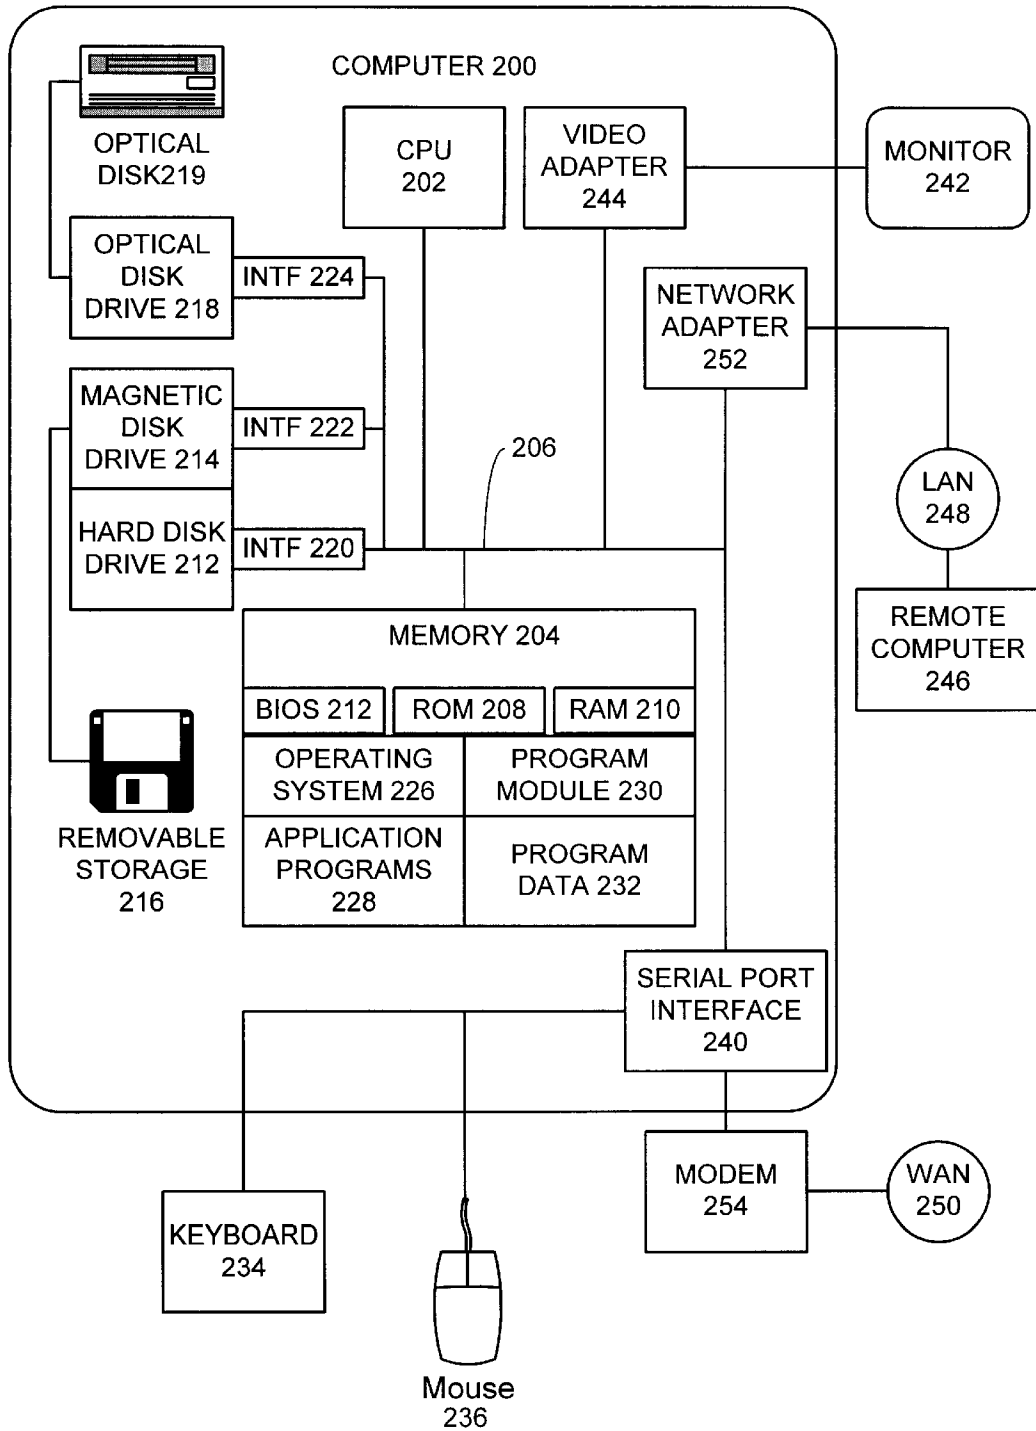 COMPUTER 200
OPTICAL
DISK219
CPU
202
VIDEO
ADAPTER
244
MONITOR
242
OPTICAL
DISK
DRIVE 218
INTF 224
NETWORK
ADAPTER
252
MAGNETIC
DISK
DRIVE 214
INTF 222
206
LAN
248
HARD DISK
DRIVE 212
INTF 220
REMOTE
COMPUTER
246
MEMORY 204
BIOS 212
ROM 208
RAM 210
OPERATING
SYSTEM 226
PROGRAM
MODULE 230
REMOVABLE
STORAGE
216
APPLICATION
PROGRAMS
228
PROGRAM
DATA 232
SERIAL PORT
INTERFACE
240
MODEM
254
WAN
250
KEYBOARD
234
Mouse
236